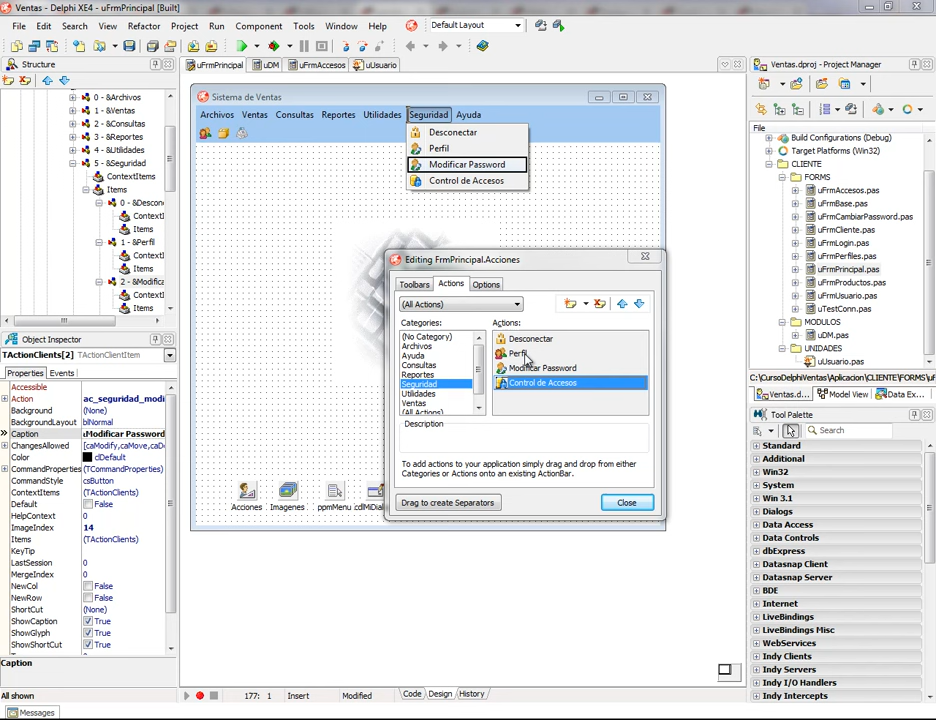 Ventas - Delphi XE4 - uFrmPrincipal [Built]
File Edit Search View Refactor Project Run Component Tools Window Help Default Layout
uFrmPrincipal uDM uFrmAccesos uUsuario
Structure
0 - &Archivos
1 - &Ventas
2 - &Consultas
3 - &Reportes
4 - &Utilidades
5 - &Seguridad
ContextItems
Items
0 - &Descon
ContextI
Items
1 - &Perfil
ContextI
Items
2 - &Modifica
ContextI
Items
Object Inspector
TActionClients[2] TActionClientItem
Properties Events
Accessible
Action ac_seguridad_modi
Background (None)
BackgroundLayout blNormal
Caption &Modificar Password
ChangesAllowed [caModify,caMove,caD
Color clDefault
CommandProperties (TCommandProperties)
CommandStyle csButton
ContextItems (TActionClients)
Default False
HelpContext 0
ImageIndex 14
Items (TActionClients)
KeyTip
LastSession 0
MergeIndex 0
NewCol False
NewRow False
ShortCut (None)
ShowCaption True
ShowGlyph True
ShowShortCut True
Caption
All shown
Messages
Sistema de Ventas
Archivos Ventas Consultas Reportes Utilidades Seguridad Ayuda
Desconectar
Perfil
Modificar Password
Control de Accesos
Acciones Imagenes ppmMenu
Editing FrmPrincipal.Acciones
Toolbars Actions Options
(All Actions)
Categories: Actions:
(No Category)
Archivos
Ayuda
Consultas
Reportes
Seguridad
Utilidades
Ventas
(All Actions)
Desconectar
Perfil
Modificar Password
Control de Accesos
Description
To add actions to your application simply drag and drop from either
Categories or Actions onto an existing ActionBar.
Drag to create Separators Close
177: 1 Insert Modified Code Design History
Ventas.dproj - Project Manager
File
Build Configurations (Debug)
Target Platforms (Win32)
CLIENTE
FORMS
uFrmAccesos.pas
uFrmBase.pas
uFrmCambiarPassword.pas
uFrmCliente.pas
uFrmLogin.pas
uFrmPerfiles.pas
uFrmPrincipal.pas
uFrmProductos.pas
uFrmUsuario.pas
uTestConn.pas
MODULOS
uDM.pas
UNIDADES
uUsuario.pas
C:\CursoDelphiVentas\Aplicacion\CLIENTE\FORMS\uF
Ventas.d... Model View Data Ex...
Tool Palette
Search
Standard
Additional
Win32
System
Win 3.1
Dialogs
Data Access
Data Controls
dbExpress
Datasnap Client
Datasnap Server
BDE
Internet
LiveBindings
LiveBindings Misc
WebServices
Indy Clients
Indy Servers
Indy I/O Handlers
Indy Intercepts